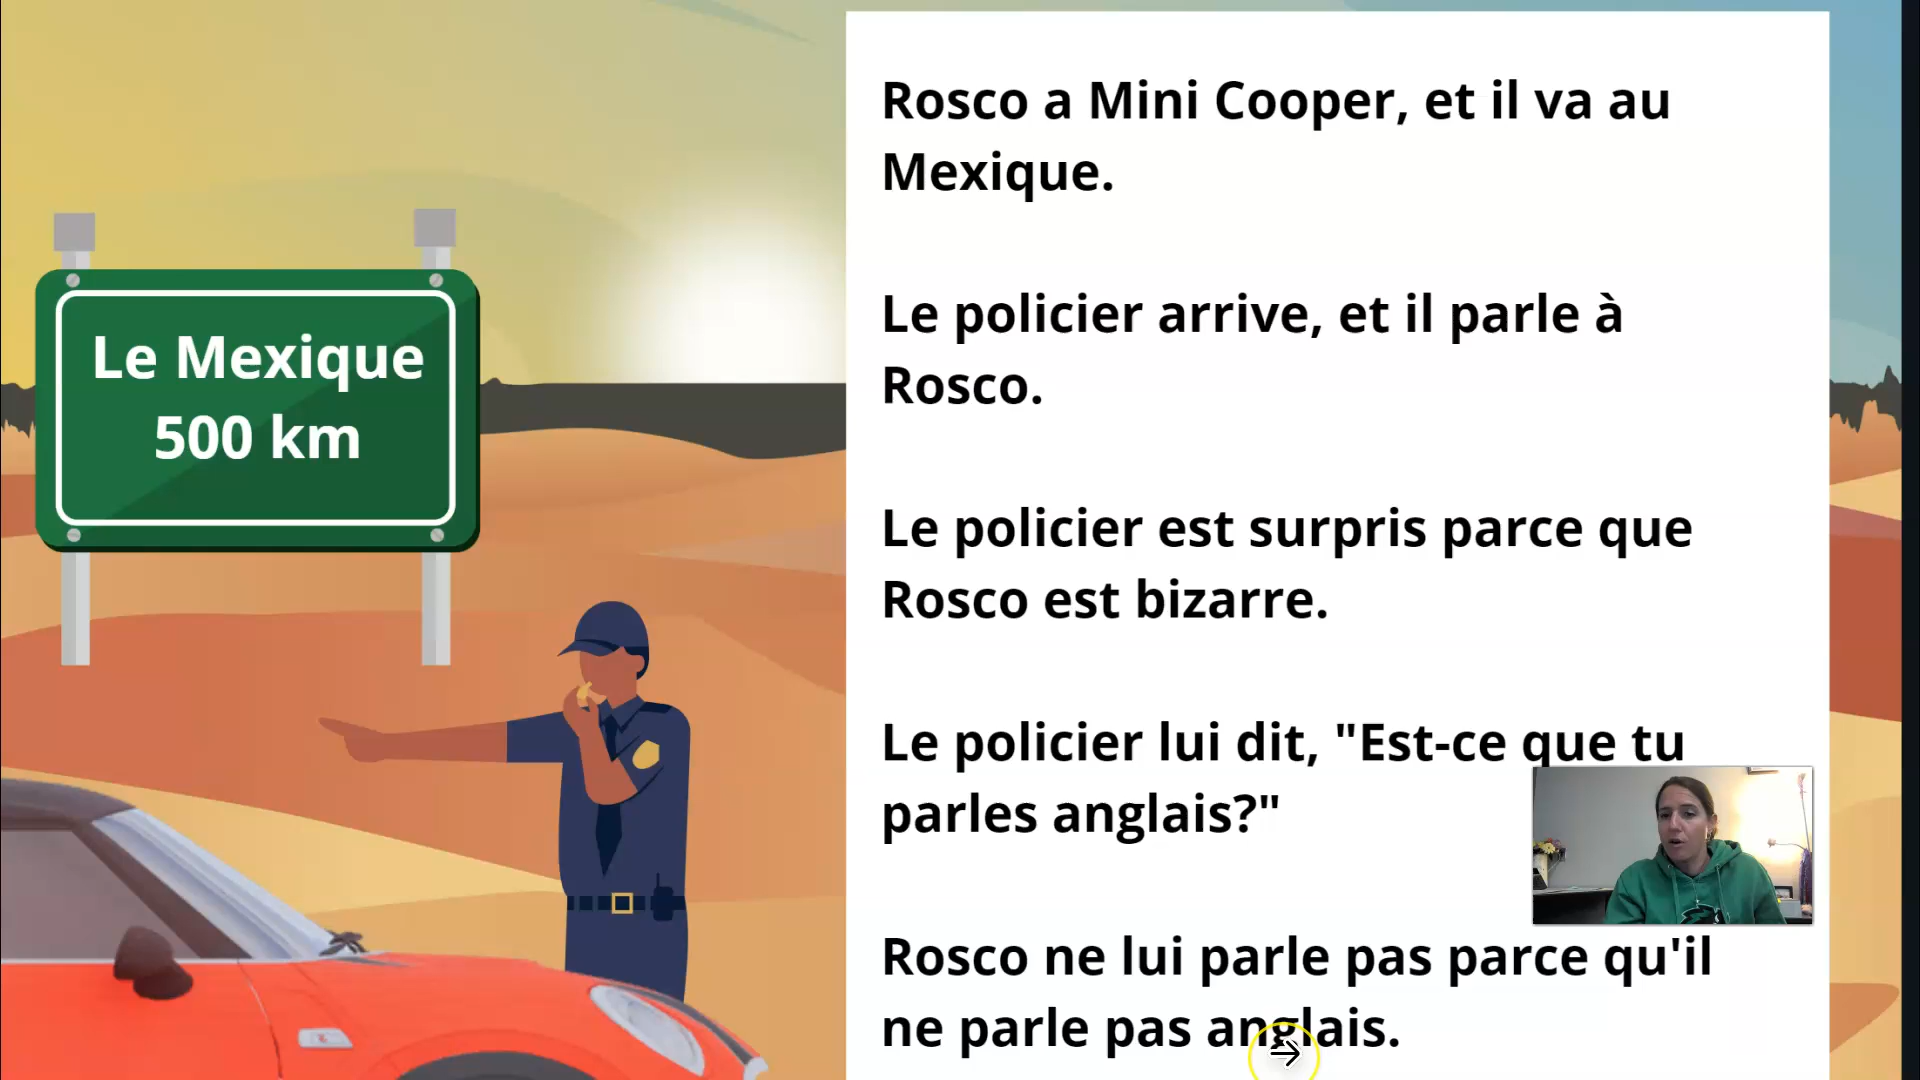 Le Mexique
500 km
Rosco a Mini Cooper, et il va au
Mexique.
Le policier arrive, et il parle à
Rosco.
Le policier est surpris parce que
Rosco est bizarre.
Le policier lui dit, "Est-ce que tu
parles anglais?"
Rosco ne lui parle pas parce qu'il
ne parle pas anglais.